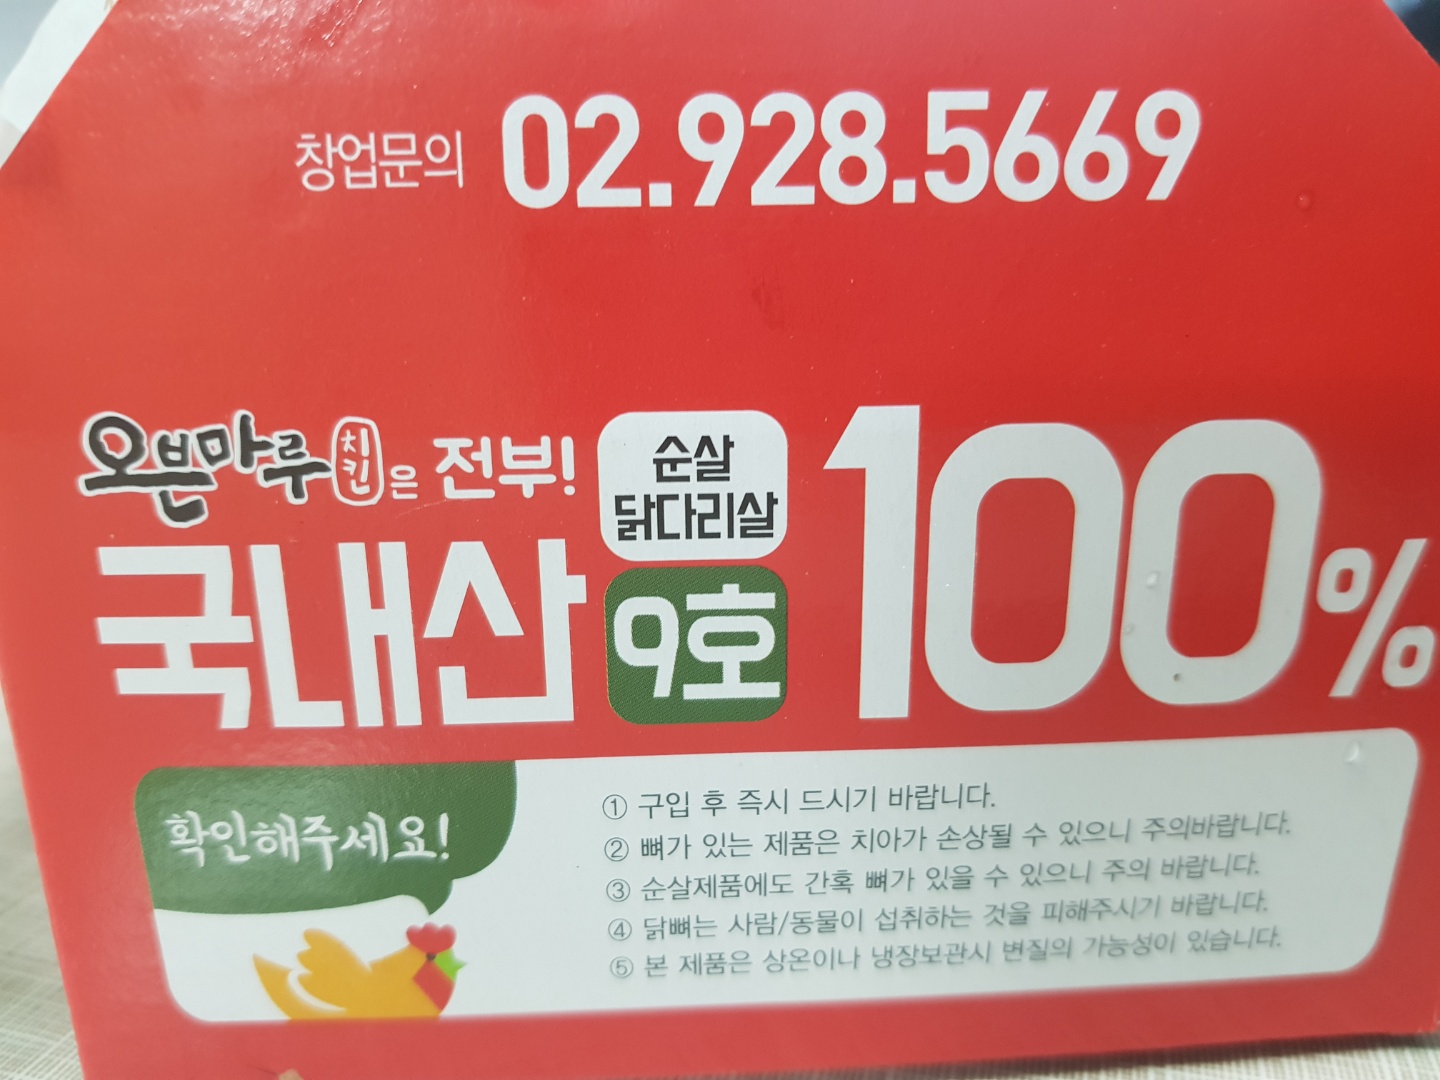 창업문의 02.928.5669
오븐마루치킨은 전부!
국내산
순살
닭다리살
9호
100%
확인해주세요!
① 구입 후 즉시 드시기 바랍니다.
② 뼈가 있는 제품은 치아가 손상될 수 있으니 주의바랍니다.
③ 순살제품에도 간혹 뼈가 있을 수 있으니 주의 바랍니다.
④ 닭뼈는 사람/동물이 섭취하는 것을 피해주시기 바랍니다.
⑤ 본 제품은 상온이나 냉장보관시 변질의 가능성이 있습니다.